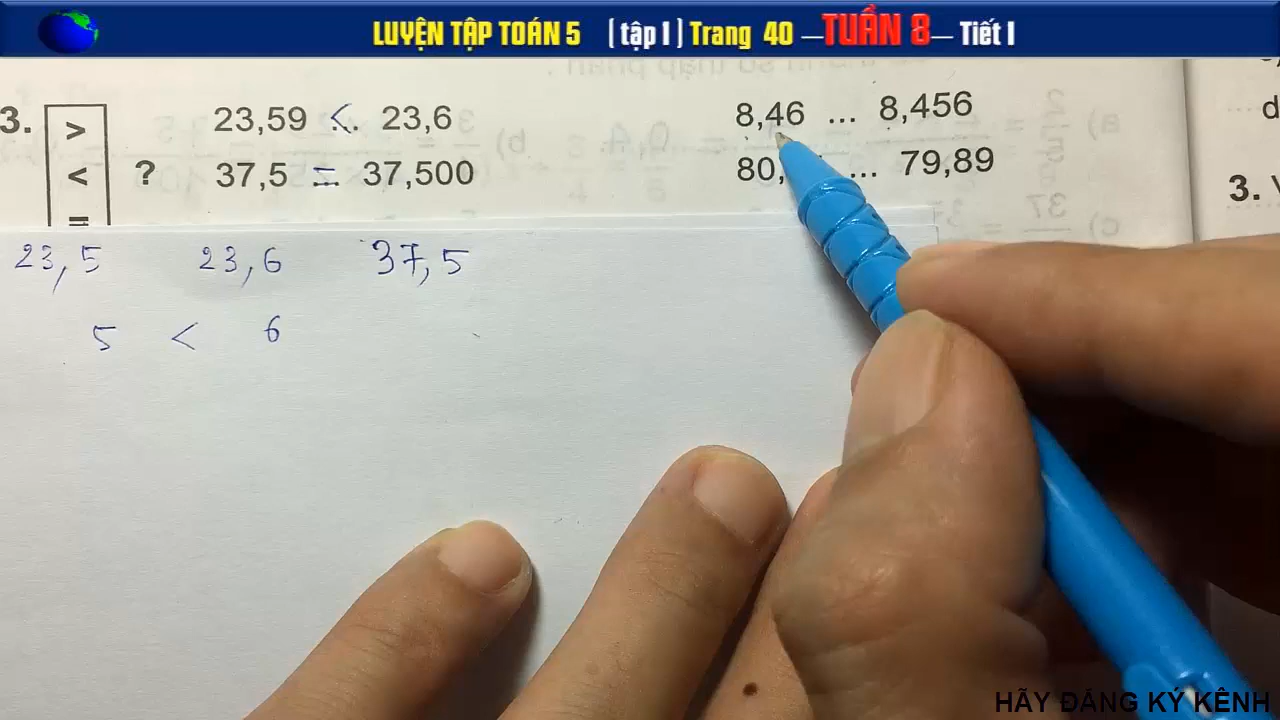 LUYỆN TẬP TOÁN 5 ( tập 1 ) Trang 40 — TUẦN 8 — Tiết 1
3. > 23,59 <. 23,6 8,46 ... 8,456
< ? 37,5 = 37,500 80, ... 79,89
=
3.
23,5 23,6 37,5
5 < 6
HÃY ĐĂNG KÝ KÊNH